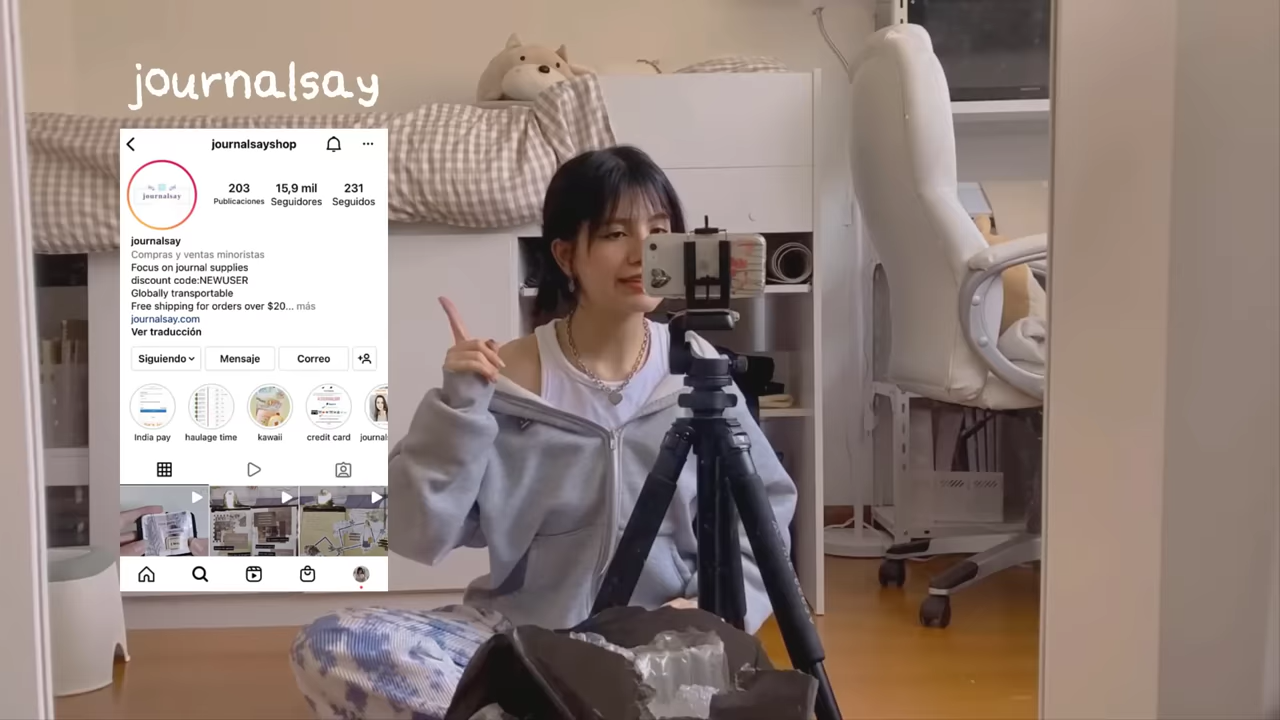 journalsay
journalsayshop
journalsay
203 15,9 mil 231
Publicaciones Seguidores Seguidos
journalsay
Compras y ventas minoristas
Focus on journal supplies
discount code:NEWUSER
Globally transportable
Free shipping for orders over $20... más
journalsay.com
Ver traducción
Siguiendo Mensaje Correo
India pay haulage time kawaii credit card journal